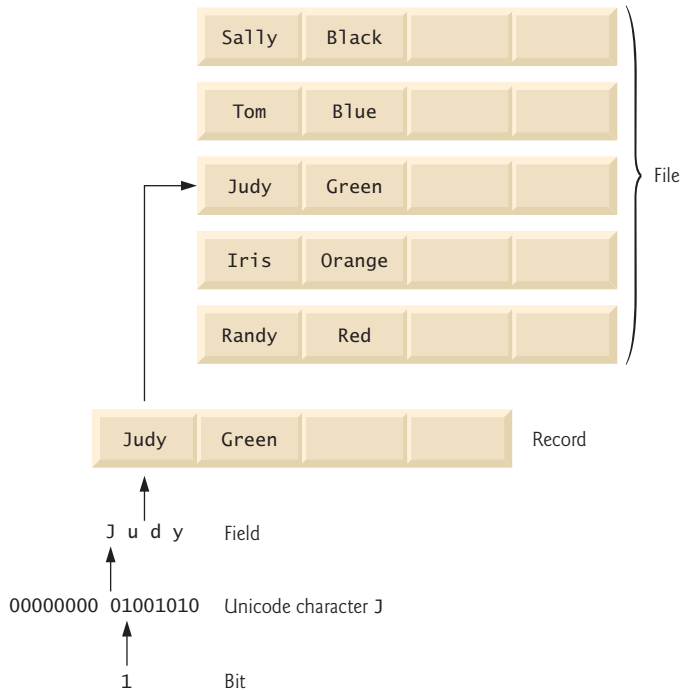 Sally Black
Tom Blue
Judy Green
File
Iris Orange
Randy Red
Judy Green Record
J u d y Field
00000000 01001010 Unicode character J
1 Bit